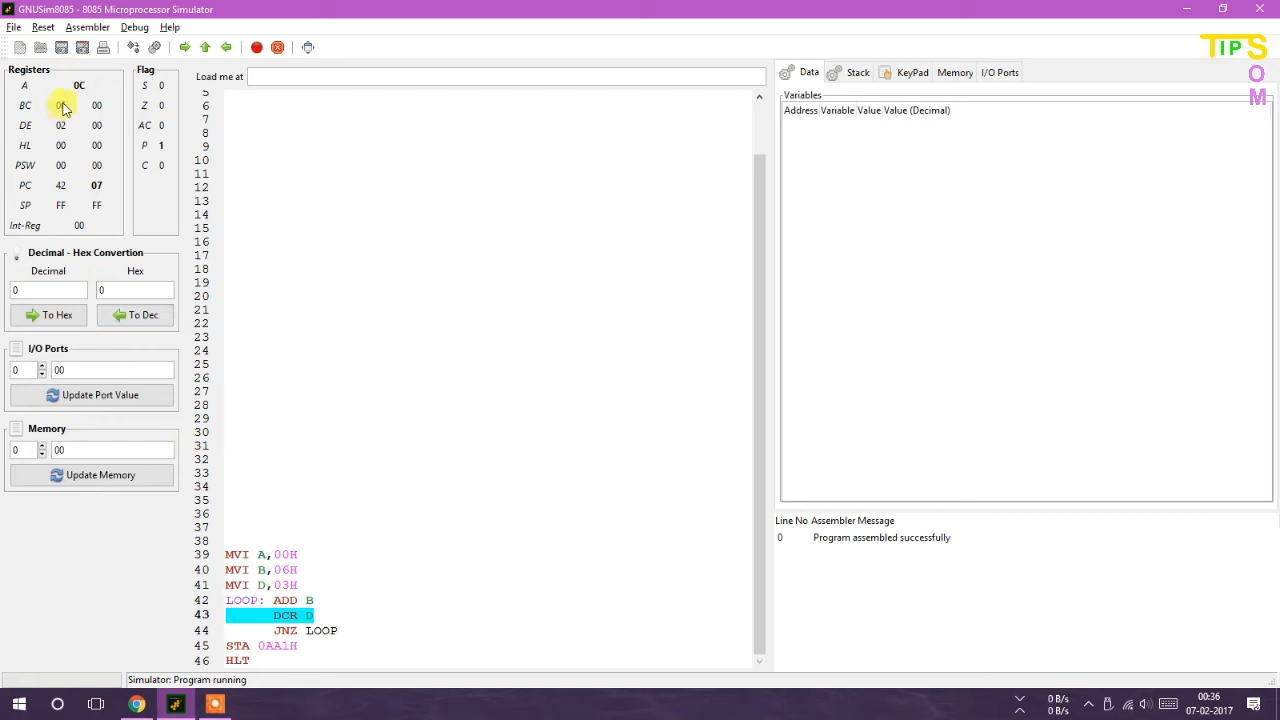 GNUSim8085 - 8085 Microprocessor Simulator
File Reset Assembler Debug Help
TIPS
OM
Registers
A 0C
BC 00
DE 02 00
HL 00 00
PSW 00 00
PC 42 07
SP FF FF
Int-Reg 00
Flag
S 0
Z 0
AC 0
P 1
C 0
Decimal - Hex Convertion
Decimal Hex
0 0
To Hex To Dec
I/O Ports
0 00
Update Port Value
Memory
0 00
Update Memory
Load me at
5
6
7
8
9
10
11
12
13
14
15
16
17
18
19
20
21
22
23
24
25
26
27
28
29
30
31
32
33
34
35
36
37
38
39 MVI A,00H
40 MVI B,06H
41 MVI D,03H
42 LOOP: ADD B
43 DCR D
44 JNZ LOOP
45 STA 0AA1H
46 HLT
Data Stack KeyPad Memory I/O Ports
Variables
Address Variable Value Value (Decimal)
Line No Assembler Message
0 Program assembled successfully
Simulator: Program running
0 B/s
0 B/s
00:36
07-02-2017